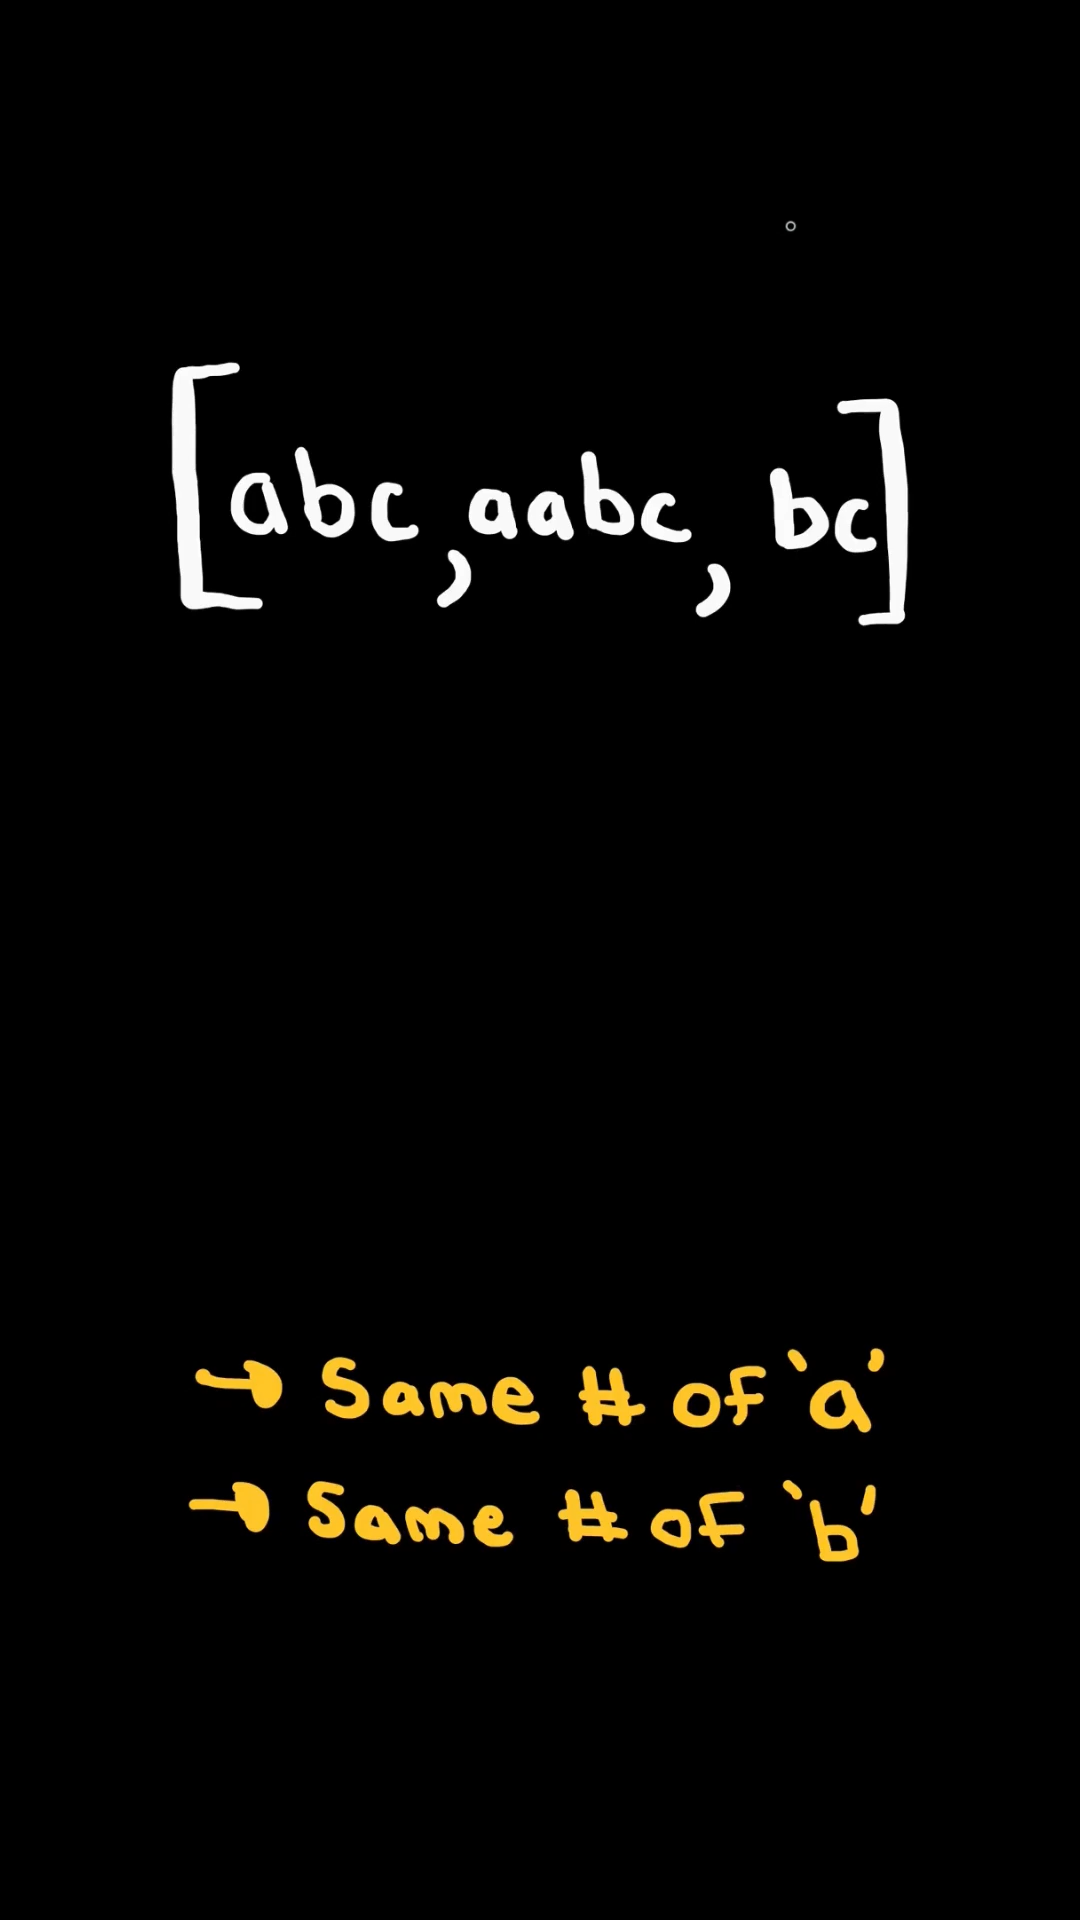 [abc, aabc, bc]
→ Same # of 'a'
→ Same # of 'b'